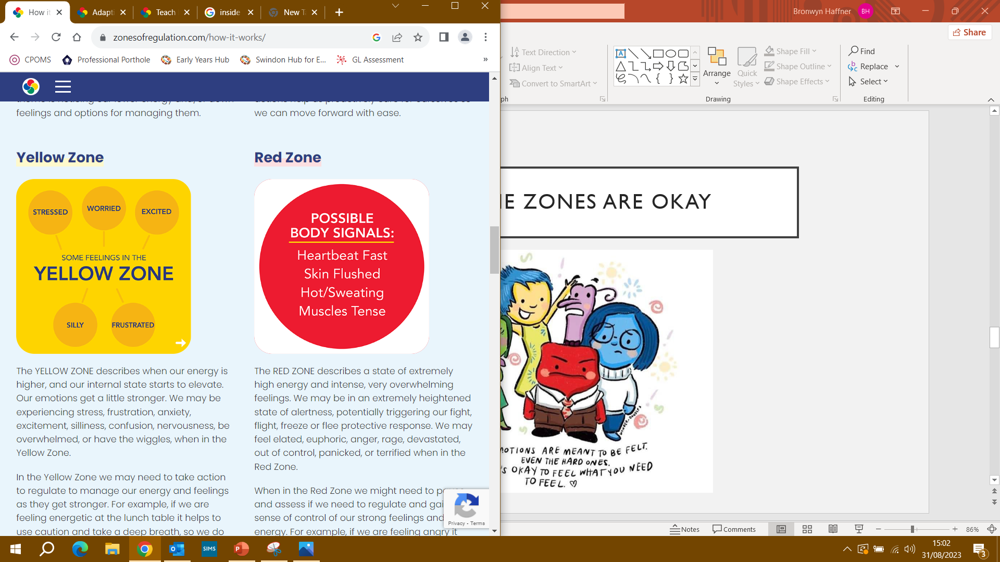 How it
Adapti
Teach
inside
New T
zonesofregulation.com/how-it-works/
CPOMS
Professional Porthole
Early Years Hub
Swindon Hub for E...
GL Assessment
»
feelings and options for managing them.
we can move forward with ease.
Yellow Zone
STRESSED
WORRIED
EXCITED
SOME FEELINGS IN THE
YELLOW ZONE
SILLY
FRUSTRATED
The YELLOW ZONE describes when our energy is
higher, and our internal state starts to elevate.
Our emotions get a little stronger. We may be
experiencing stress, frustration, anxiety,
excitement, silliness, confusion, nervousness, be
overwhelmed, or have the wiggles, when in the
Yellow Zone.
In the Yellow Zone we may need to take action
to regulate to manage our energy and feelings
as they get stronger. For example, if we are
feeling energetic at the lunch table it helps to
use caution and take a deep breath, so we do
Red Zone
POSSIBLE
BODY SIGNALS:
Heartbeat Fast
Skin Flushed
Hot/Sweating
Muscles Tense
The RED ZONE describes a state of extremely
high energy and intense, very overwhelming
feelings. We may be in an extremely heightened
state of alertness, potentially triggering our fight,
flight, freeze or flee protective response. We may
feel elated, euphoric, anger, rage, devastated,
out of control, panicked, or terrified when in the
Red Zone.
When in the Red Zone we might need to
and assess if we need to regulate and
sense of control of our strong feelings and
energy. For example, if we are feeling angry it
Privacy - Terms
Bronwyn Haffner
BH
Share
Text Direction
Align Text
Convert to SmartArt
ph
Arrange
Quick
Styles
Shape Fill
Shape Outline
Shape Effects
Drawing
Find
Replace
Select
Editing
E ZONES ARE OKAY
MOTIONS ARE MEANT TO BE FELT.
EVEN THE HARD ONES.
'S OKAY TO FEEL WHAT YOU NEED
TO FEEL. ♡
Notes
Comments
86%
SIMS
15:02
31/08/2023
3